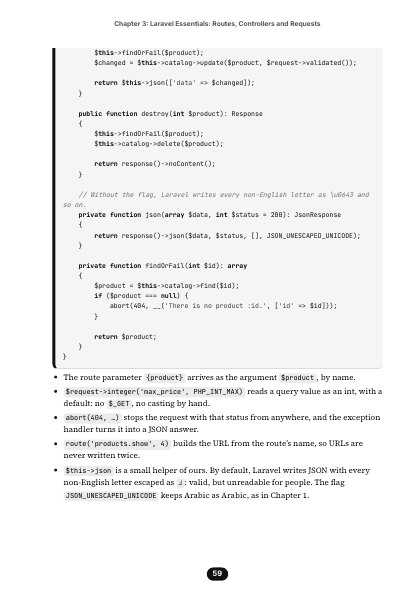 Chapter 3: Laravel Essentials: Routes, Controllers and Requests
$this->findOrFail($product);
$changed = $this->catalog->update($product, $request->validated());
return $this->json(['data' => $changed]);
}
public function destroy(int $product): Response
{
$this->findOrFail($product);
$this->catalog->delete($product);
return response()->noContent();
}
// Without the flag, Laravel writes every non-English letter as \u0643 and
so on.
private function json(array $data, int $status = 200): JsonResponse
{
return response()->json($data, $status, [], JSON_UNESCAPED_UNICODE);
}
private function findOrFail(int $id): array
{
$product = $this->catalog->find($id);
if ($product === null) {
abort(404, __('There is no product :id.', ['id' => $id]));
}
return $product;
}
}
• The route parameter {product} arrives as the argument $product, by name.
• $request->integer('max_price', PHP_INT_MAX) reads a query value as an int, with a
default: no $_GET, no casting by hand.
• abort(404, …) stops the request with that status from anywhere, and the exception
handler turns it into a JSON answer.
• route('products.show', 4) builds the URL from the route's name, so URLs are
never written twice.
• $this->json is a small helper of ours. By default, Laravel writes JSON with every
non-English letter escaped as : valid, but unreadable for people. The flag
JSON_UNESCAPED_UNICODE keeps Arabic as Arabic, as in Chapter 1.
59